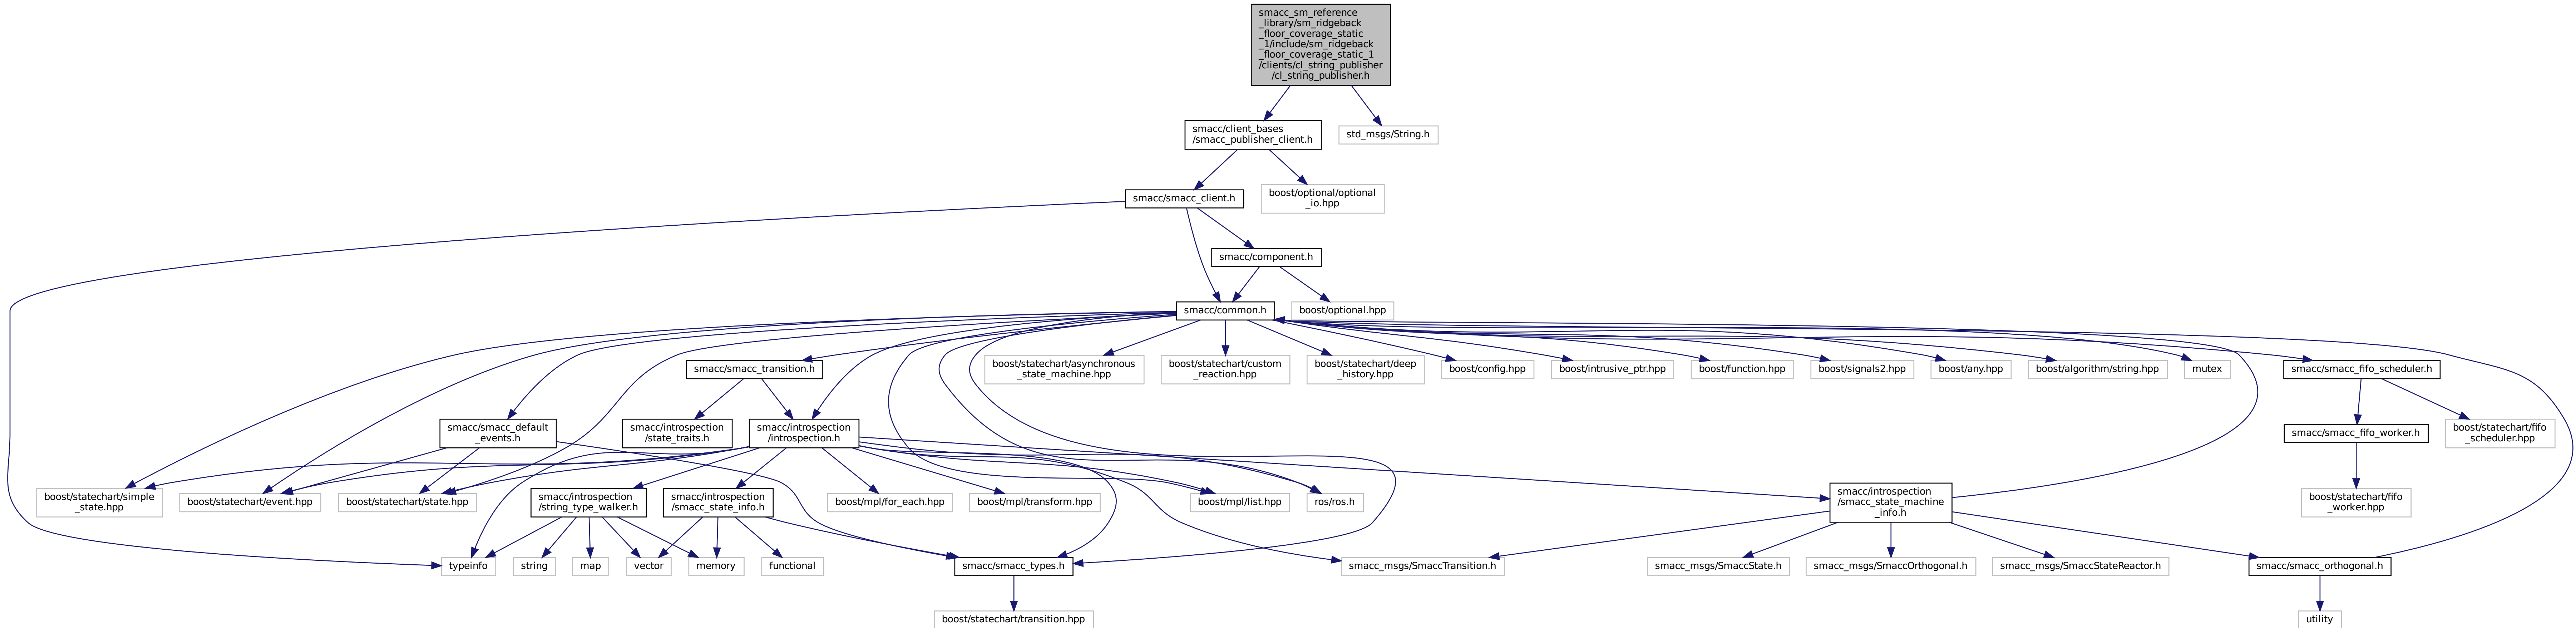 smacc_sm_reference
_library/sm_ridgeback
_floor_coverage_static
_1/include/sm_ridgeback
_floor_coverage_static_1
/clients/cl_string_publisher
/cl_string_publisher.h
smacc/client_bases
/smacc_publisher_client.h
std_msgs/String.h
smacc/smacc_client.h
boost/optional/optional
_io.hpp
smacc/component.h
smacc/common.h
boost/optional.hpp
smacc/smacc_transition.h
boost/statechart/asynchronous
_state_machine.hpp
boost/statechart/custom
_reaction.hpp
boost/statechart/deep
_history.hpp
boost/config.hpp
boost/intrusive_ptr.hpp
boost/function.hpp
boost/signals2.hpp
boost/any.hpp
boost/algorithm/string.hpp
mutex
smacc/smacc_fifo_scheduler.h
smacc/smacc_default
_events.h
smacc/introspection
/state_traits.h
smacc/introspection
/introspection.h
smacc/smacc_fifo_worker.h
boost/statechart/fifo
_scheduler.hpp
boost/statechart/simple
_state.hpp
boost/statechart/event.hpp
boost/statechart/state.hpp
smacc/introspection
/string_type_walker.h
smacc/introspection
/smacc_state_info.h
boost/mpl/for_each.hpp
boost/mpl/transform.hpp
boost/mpl/list.hpp
ros/ros.h
smacc/introspection
/smacc_state_machine
_info.h
boost/statechart/fifo
_worker.hpp
typeinfo
string
map
vector
memory
functional
smacc/smacc_types.h
smacc_msgs/SmaccTransition.h
smacc_msgs/SmaccState.h
smacc_msgs/SmaccOrthogonal.h
smacc_msgs/SmaccStateReactor.h
smacc/smacc_orthogonal.h
boost/statechart/transition.hpp
utility